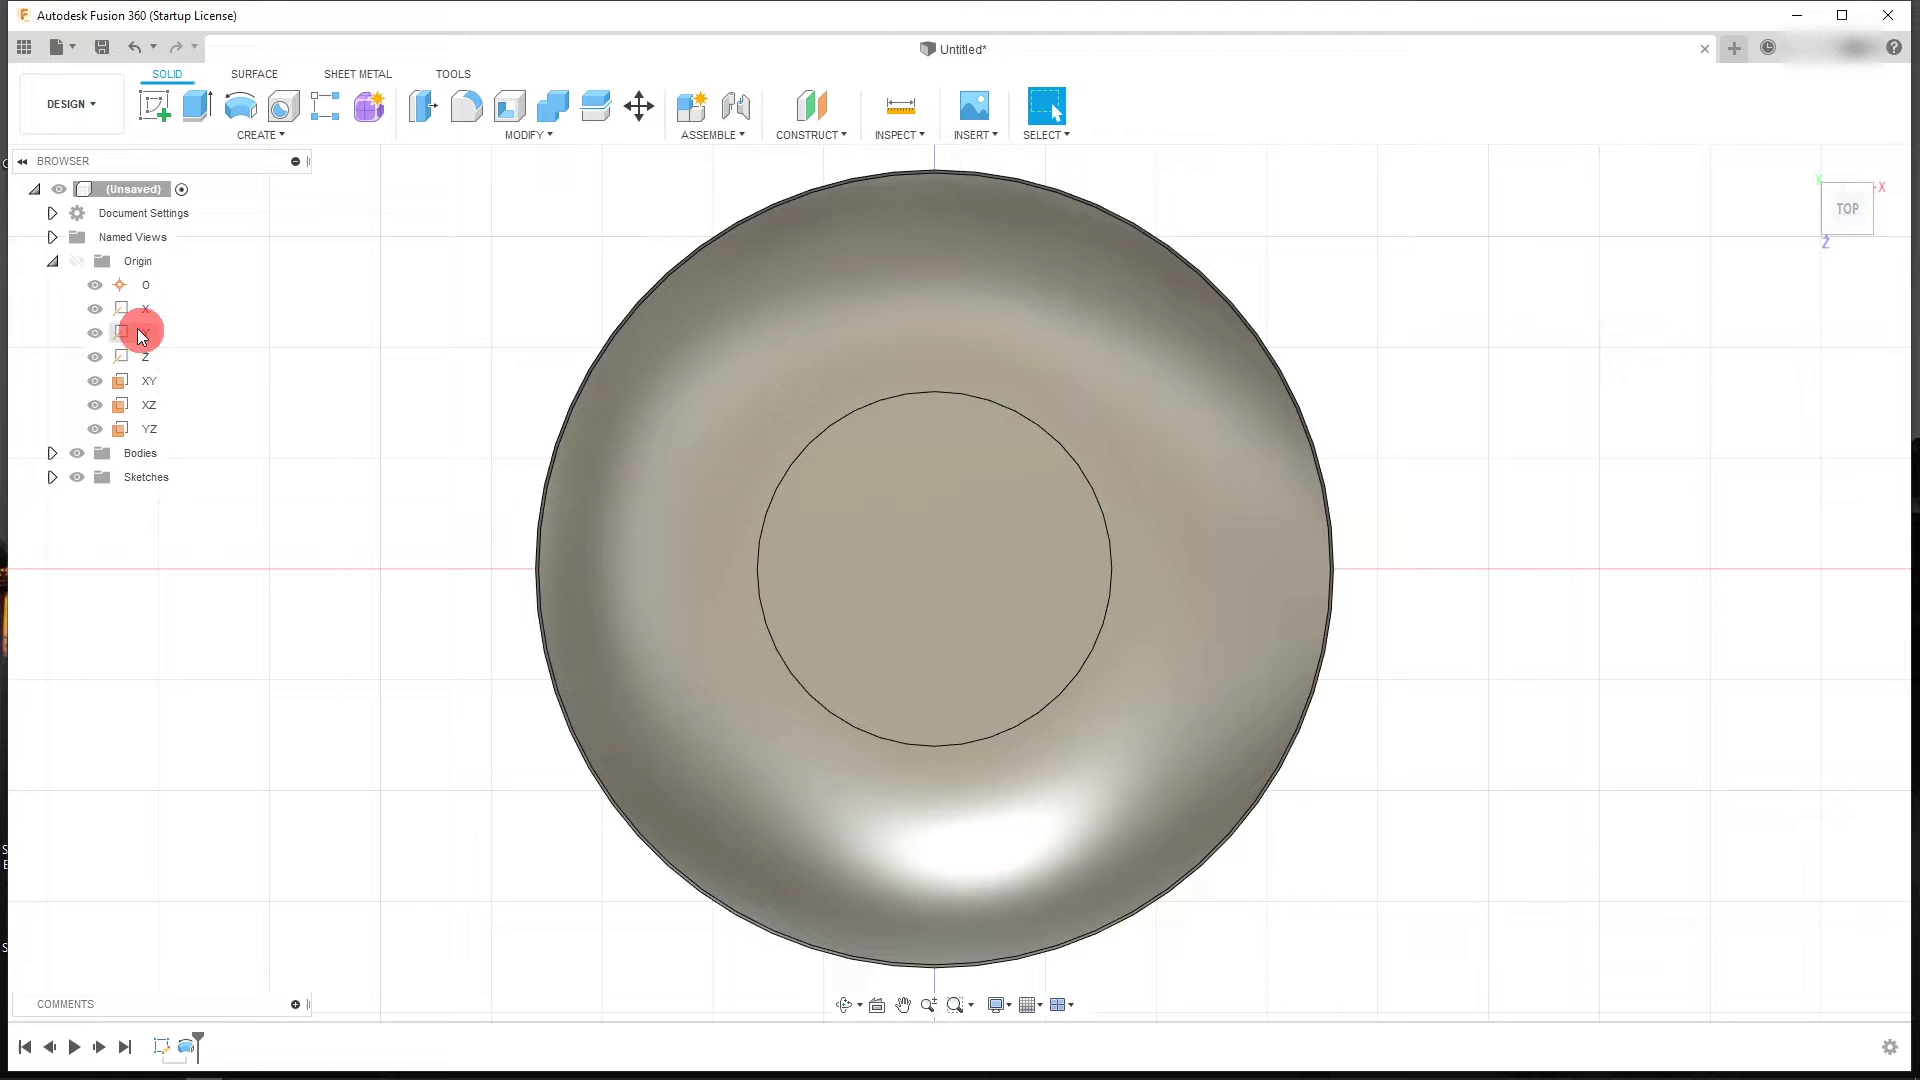 Autodesk Fusion 360 (Startup License)
Untitled*
SOLID SURFACE SHEET METAL TOOLS
DESIGN
CREATE MODIFY ASSEMBLE CONSTRUCT INSPECT INSERT SELECT
BROWSER
(Unsaved)
Document Settings
Named Views
Origin
O
X
Z
XY
XZ
YZ
Bodies
Sketches
Y
X
TOP
Z
COMMENTS